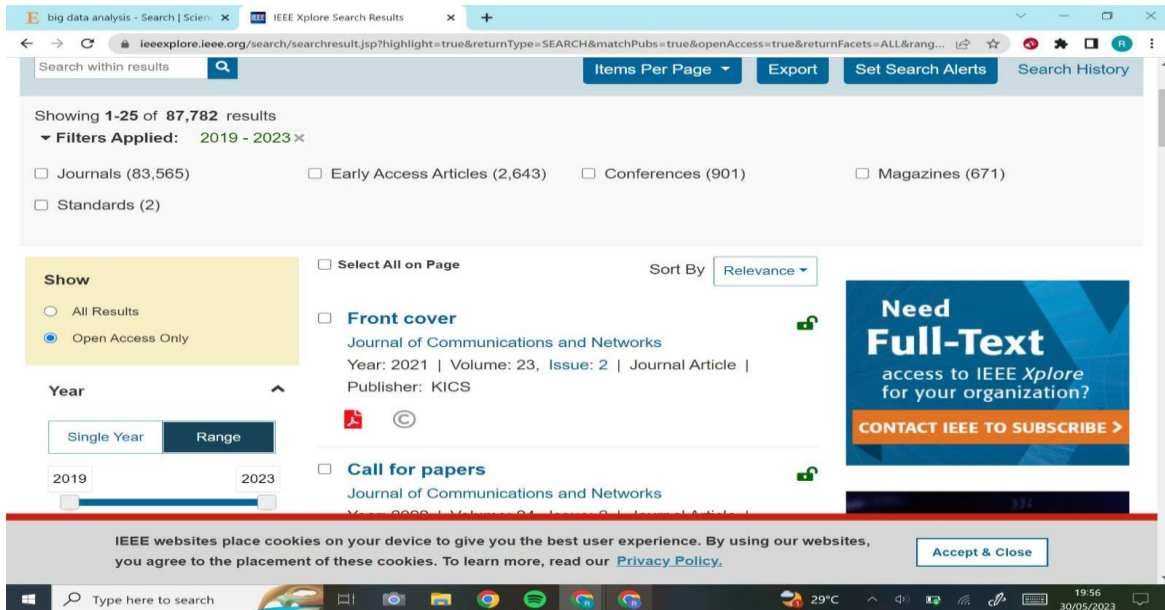 big data analysis - Search | Scien
IEEE Xplore Search Results
ieeexplore.ieee.org/search/searchresult.jsp?highlight=true&returnType=SEARCH&matchPubs=true&openAccess=true&returnFacets=ALL&rang...
R
Search within results
Items Per Page
Export
Set Search Alerts
Search History
Showing 1-25 of 87,782 results
Filters Applied: 2019 - 2023
Journals (83,565)
Early Access Articles (2,643)
Conferences (901)
Magazines (671)
Standards (2)
Show
All Results
Open Access Only
Year
Single Year
Range
2019
2023
Select All on Page
Sort By
Relevance
Front cover
Journal of Communications and Networks
Year: 2021 | Volume: 23, Issue: 2 | Journal Article |
Publisher: KICS
Call for papers
Journal of Communications and Networks
Need
Full-Text
access to IEEE Xplore
for your organization?
CONTACT IEEE TO SUBSCRIBE >
IEEE websites place cookies on your device to give you the best user experience. By using our websites,
you agree to the placement of these cookies. To learn more, read our Privacy Policy.
Accept & Close
Type here to search
29°C
19:56
30/05/2023